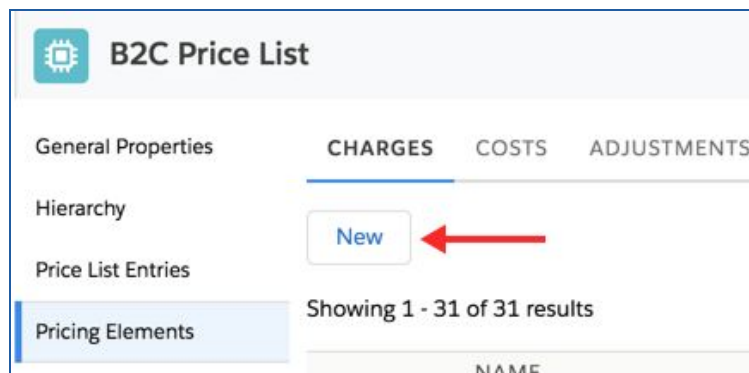 B2C Price List
General Properties
Hierarchy
Price List Entries
Pricing Elements
CHARGES COSTS ADJUSTMENTS
New
Showing 1 - 31 of 31 results
NAME